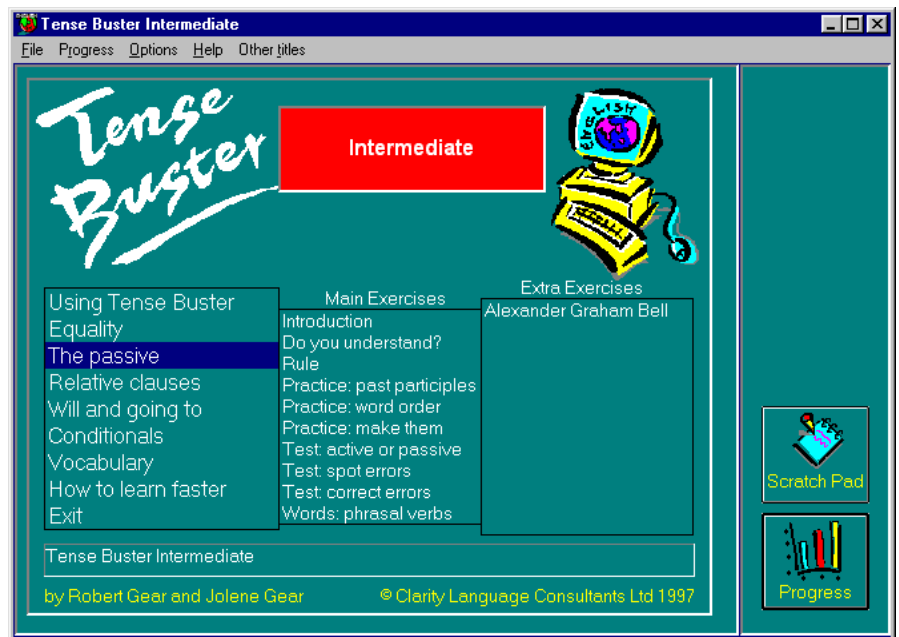 Tense Buster Intermediate
File Progress Options Help Other titles
Tense
Buster
Intermediate
ENGLISH
Using Tense Buster
Equality
The passive
Relative clauses
Will and going to
Conditionals
Vocabulary
How to learn faster
Exit
Main Exercises
Introduction
Do you understand?
Rule
Practice: past participles
Practice: word order
Practice: make them
Test: active or passive
Test: spot errors
Test: correct errors
Words: phrasal verbs
Extra Exercises
Alexander Graham Bell
Tense Buster Intermediate
by Robert Gear and Jolene Gear
© Clarity Language Consultants Ltd 1997
Scratch Pad
Progress